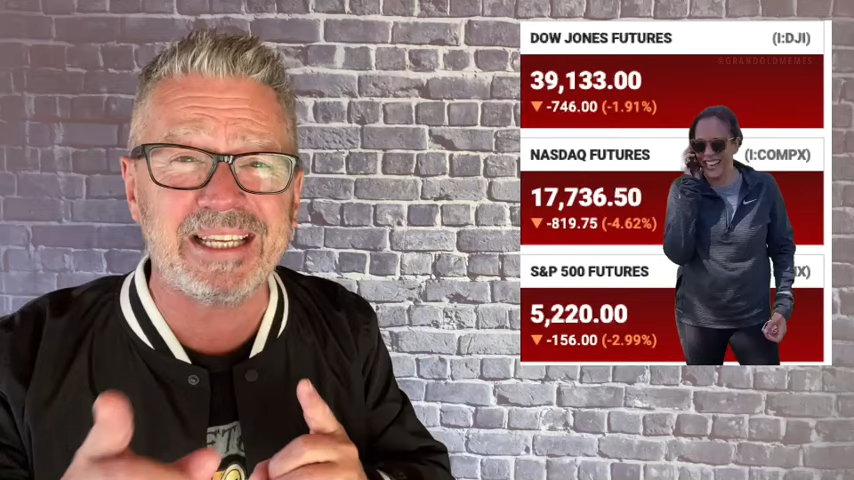 DOW JONES FUTURES (I:DJI)
@GRANDOLDMEMES
39,133.00
▼ -746.00 (-1.91%)
NASDAQ FUTURES (I:COMPX)
17,736.50
▼ -819.75 (-4.62%)
S&P 500 FUTURES IX)
5,220.00
▼ -156.00 (-2.99%)